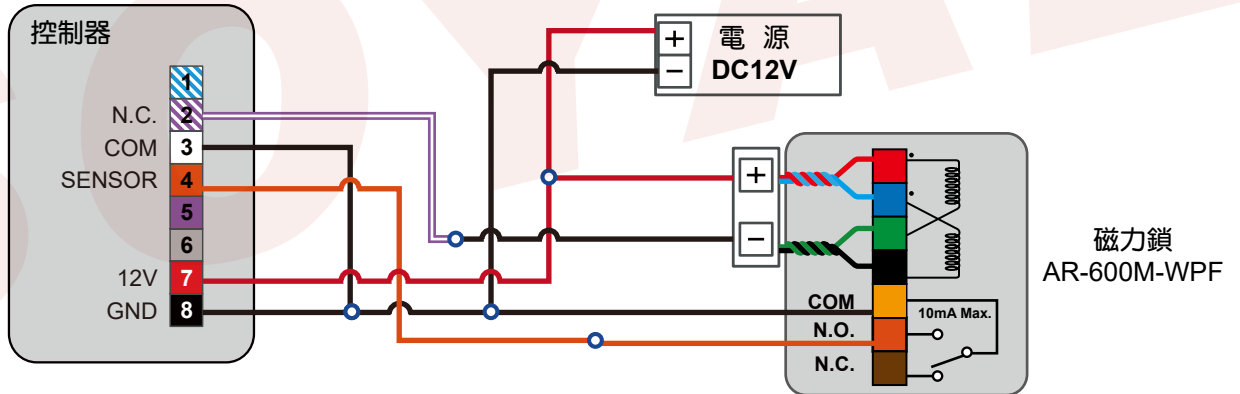 控制器
1
N.C. 2
COM 3
SENSOR 4
5
6
12V 7
GND 8
+ 電 源
− DC12V
+
−
COM
N.O.
N.C.
10mA Max.
磁力鎖
AR-600M-WPF